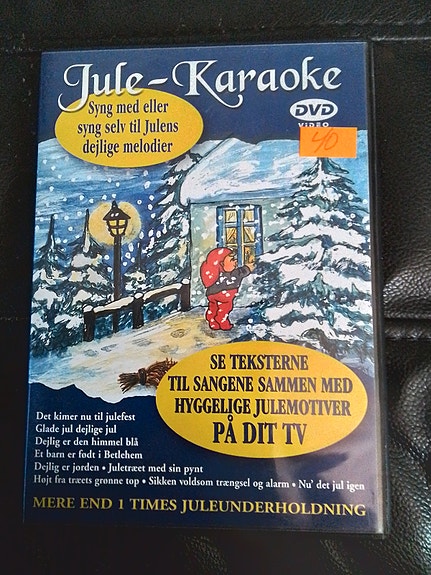 Jule-Karaoke
Syng med eller
syng selv til Julens
dejlige melodier
DVD
VIDEO
40
SE TEKSTERNE
TIL SANGENE SAMMEN MED
HYGGELIGE JULEMOTIVER
PÅ DIT TV
Det kimer nu til julefest
Glade jul dejlige jul
Dejlig er den himmel blå
Et barn er født i Betlehem
Dejlig er jorden • Juletræet med sin pynt
Højt fra træets grønne top • Sikken voldsom trængsel og alarm • Nu' det jul igen
MERE END 1 TIMES JULEUNDERHOLDNING